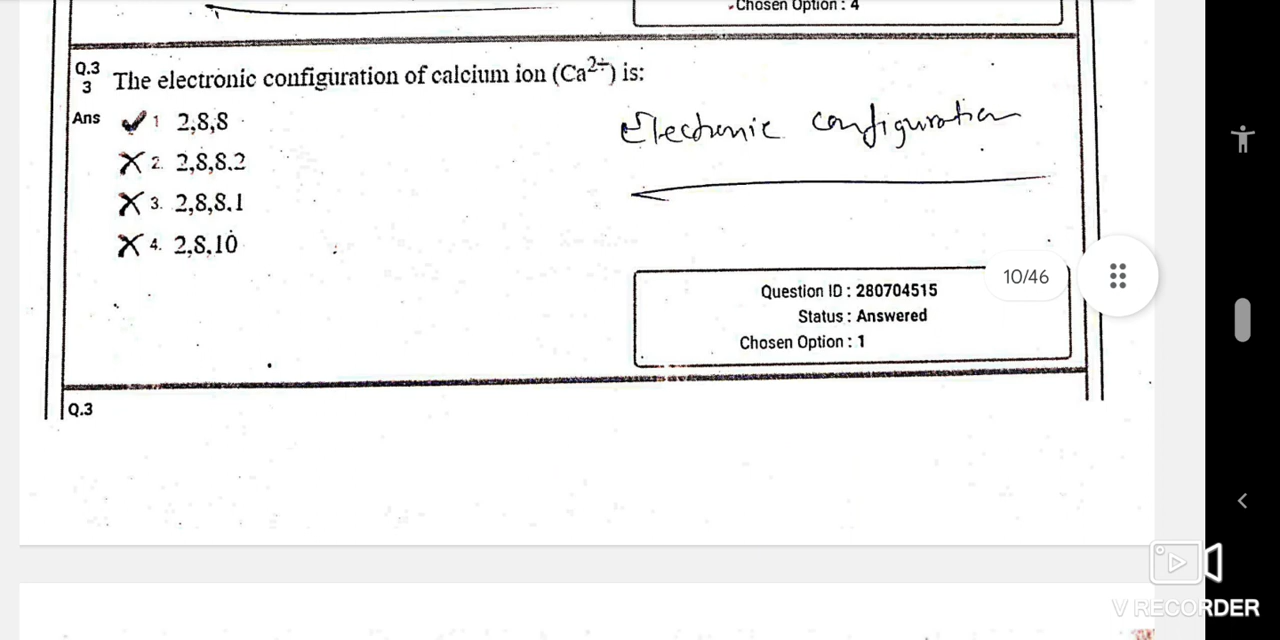 Chosen Option : 4
Q.3
3 The electronic configuration of calcium ion (Ca2+) is:
Ans 1 2,8,8
2. 2,8,8.2
3. 2,8,8.1
4. 2,8,10
Electronic configuration
Question ID : 280704515
Status : Answered
Chosen Option : 1
10/46
Q.3
V RECORDER